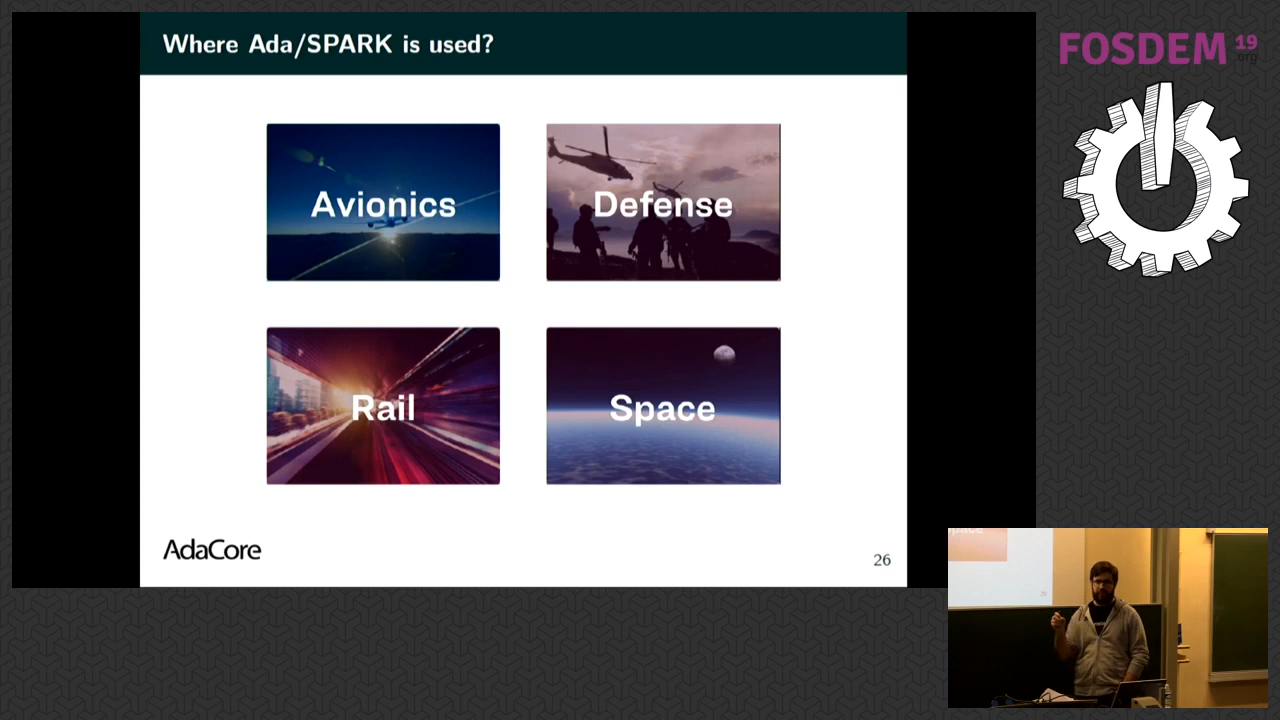 Where Ada/SPARK is used?
Avionics
Defense
Rail
Space
AdaCore
26
FOSDEM 19
.org